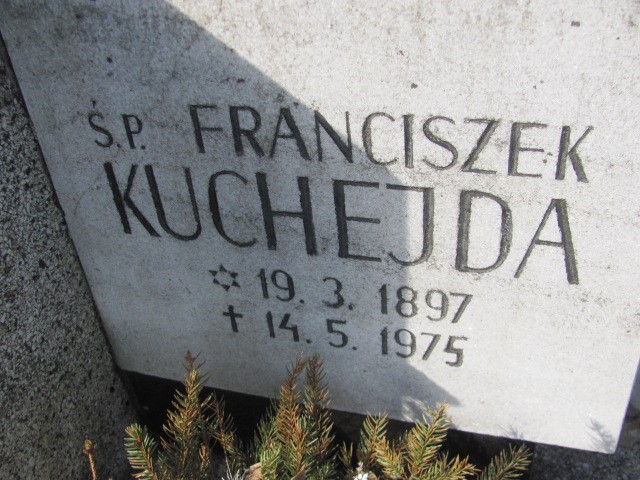 Ś.P. FRANCISZEK
KUCHEJDA
✡ 19. 3. 1897
✝ 14. 5. 1975